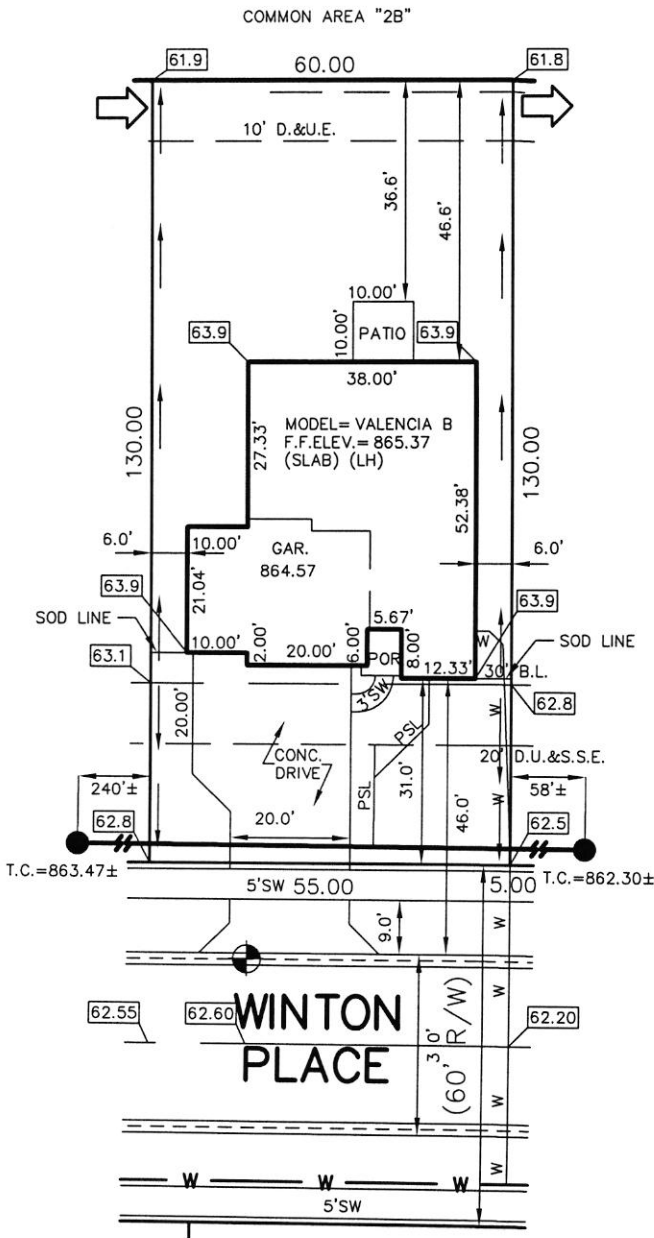 COMMON AREA "2B"
61.9
60.00
61.8
10' D.&U.E.
36.6'
46.6'
10.00'
10.00'
PATIO
63.9
63.9
38.00'
130.00
27.33'
MODEL= VALENCIA B
F.F.ELEV.= 865.37
(SLAB) (LH)
52.38'
130.00
6.0'
10.00'
GAR.
864.57
6.0'
21.04'
63.9
5.67'
63.9
SOD LINE
10.00'
2.00'
20.00'
6.00'
POR
8.00'
12.33'
W
SOD LINE
30' B.L.
63.1
3'SW
62.8
20.00'
PSL
W
CONC.
DRIVE
31.0'
20' D.U.&S.S.E.
240'±
PSL
46.0'
W
58'±
62.8
20.0'
62.5
T.C.=863.47±
T.C.=862.30±
5'SW
55.00
5.00
9.0'
W
62.55
62.60
WINTON
PLACE
30'
(60' R/W)
W
62.20
W
W
W
W
W
5'SW